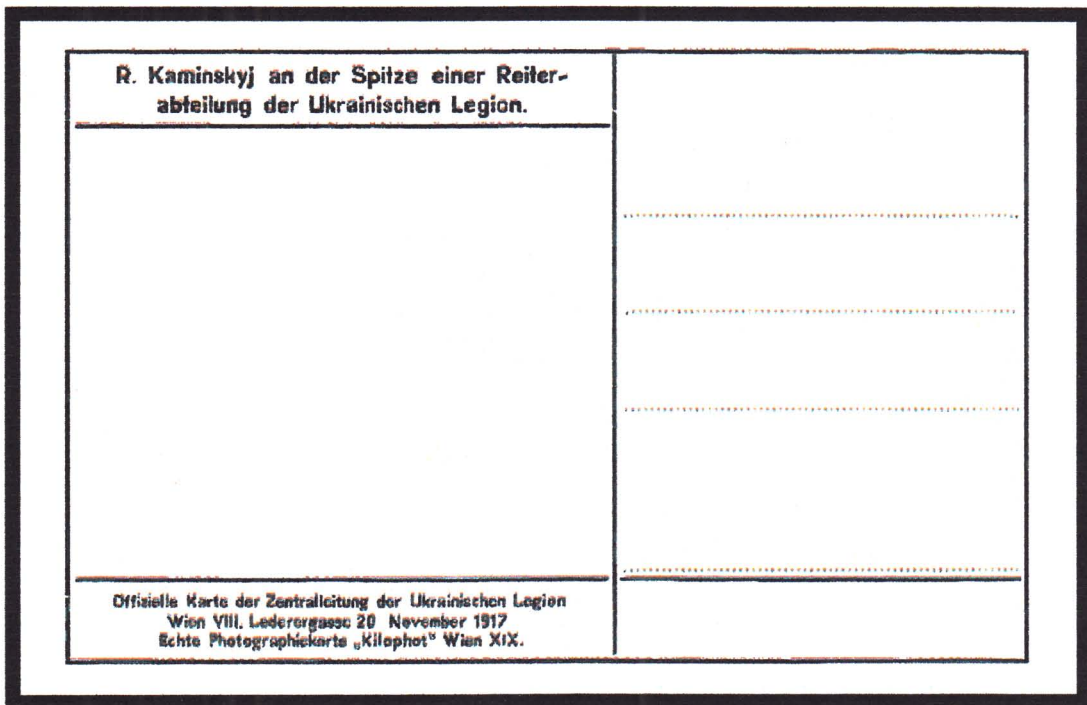 R. Kaminskyj an der Spitze einer Reiter-
abteilung der Ukrainischen Legion.
Offizielle Karte der Zentralleitung der Ukrainischen Legion
Wien VIII. Lederergasse 20 November 1917
Echte Photographiekarte „Kilophot" Wien XIX.